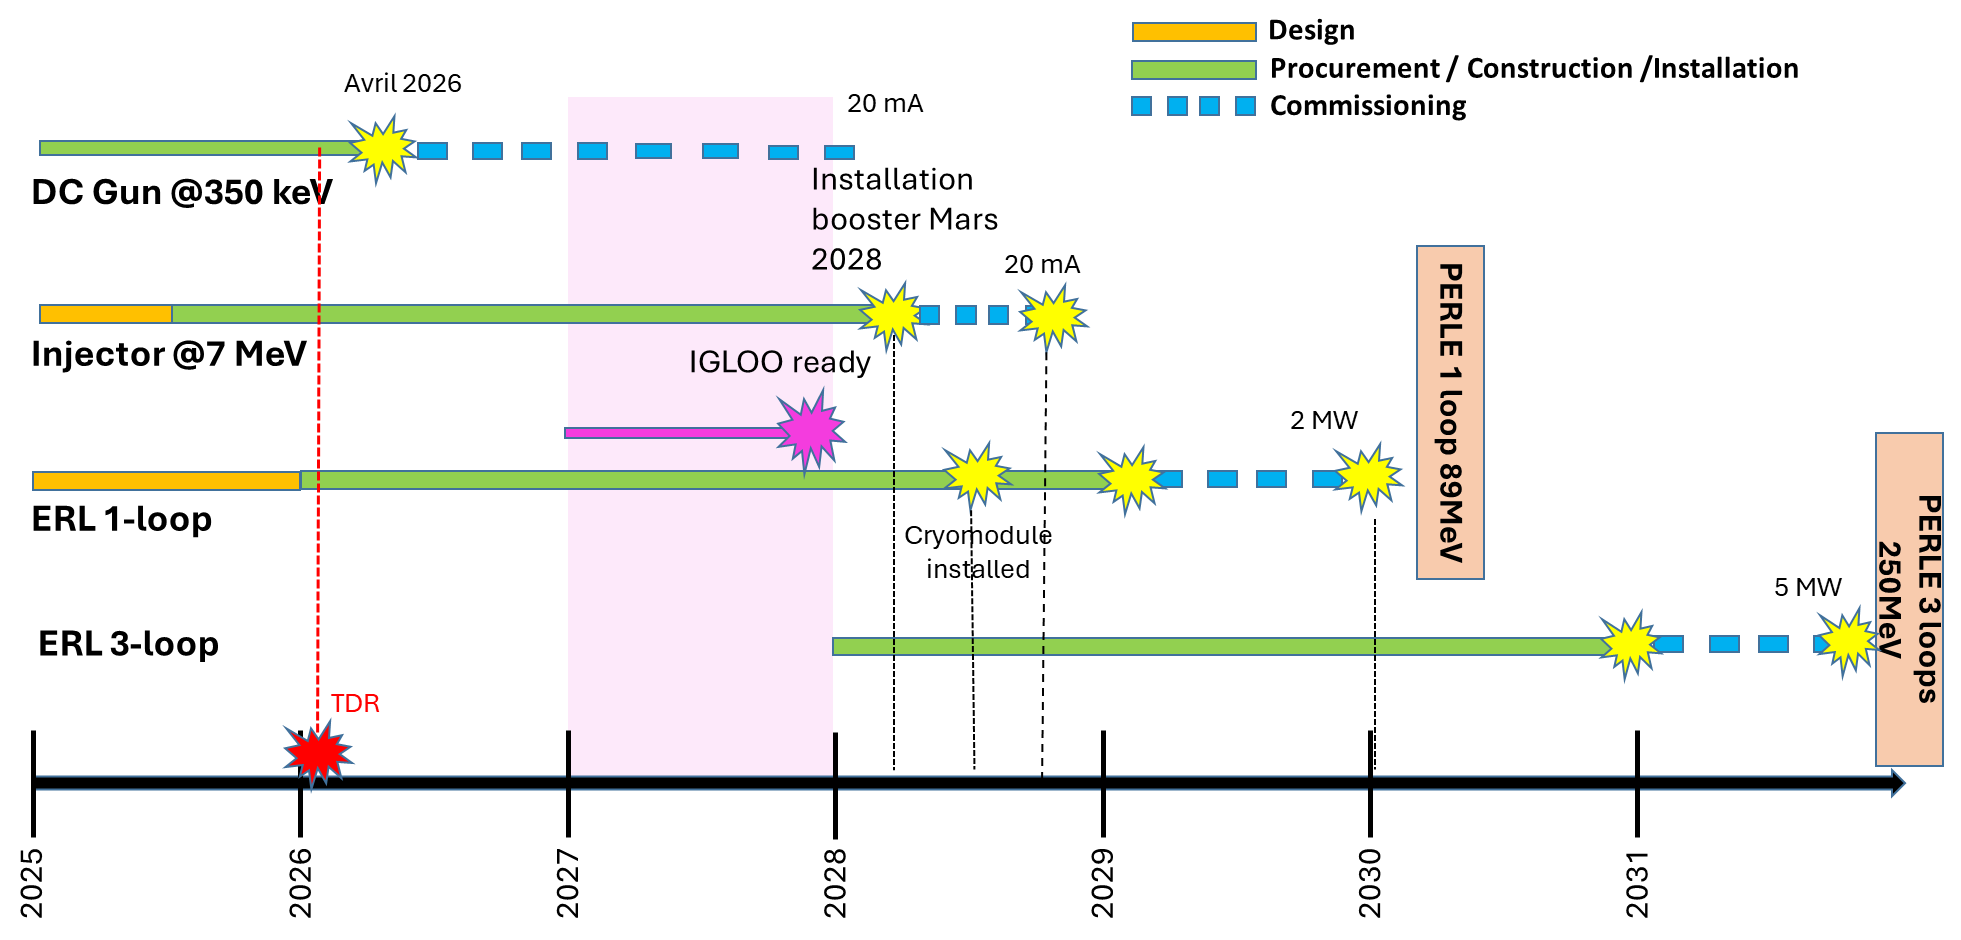 Design
Procurement / Construction /Installation
Commissioning
Avril 2026
20 mA
DC Gun @350 keV
Installation
booster Mars
2028
20 mA
Injector @7 MeV
IGLOO ready
PERLE 1 loop 89MeV
2 MW
ERL 1-loop
Cryomodule
installed
PERLE 3 loops
250MeV
5 MW
ERL 3-loop
TDR
2025
2026
2027
2028
2029
2030
2031